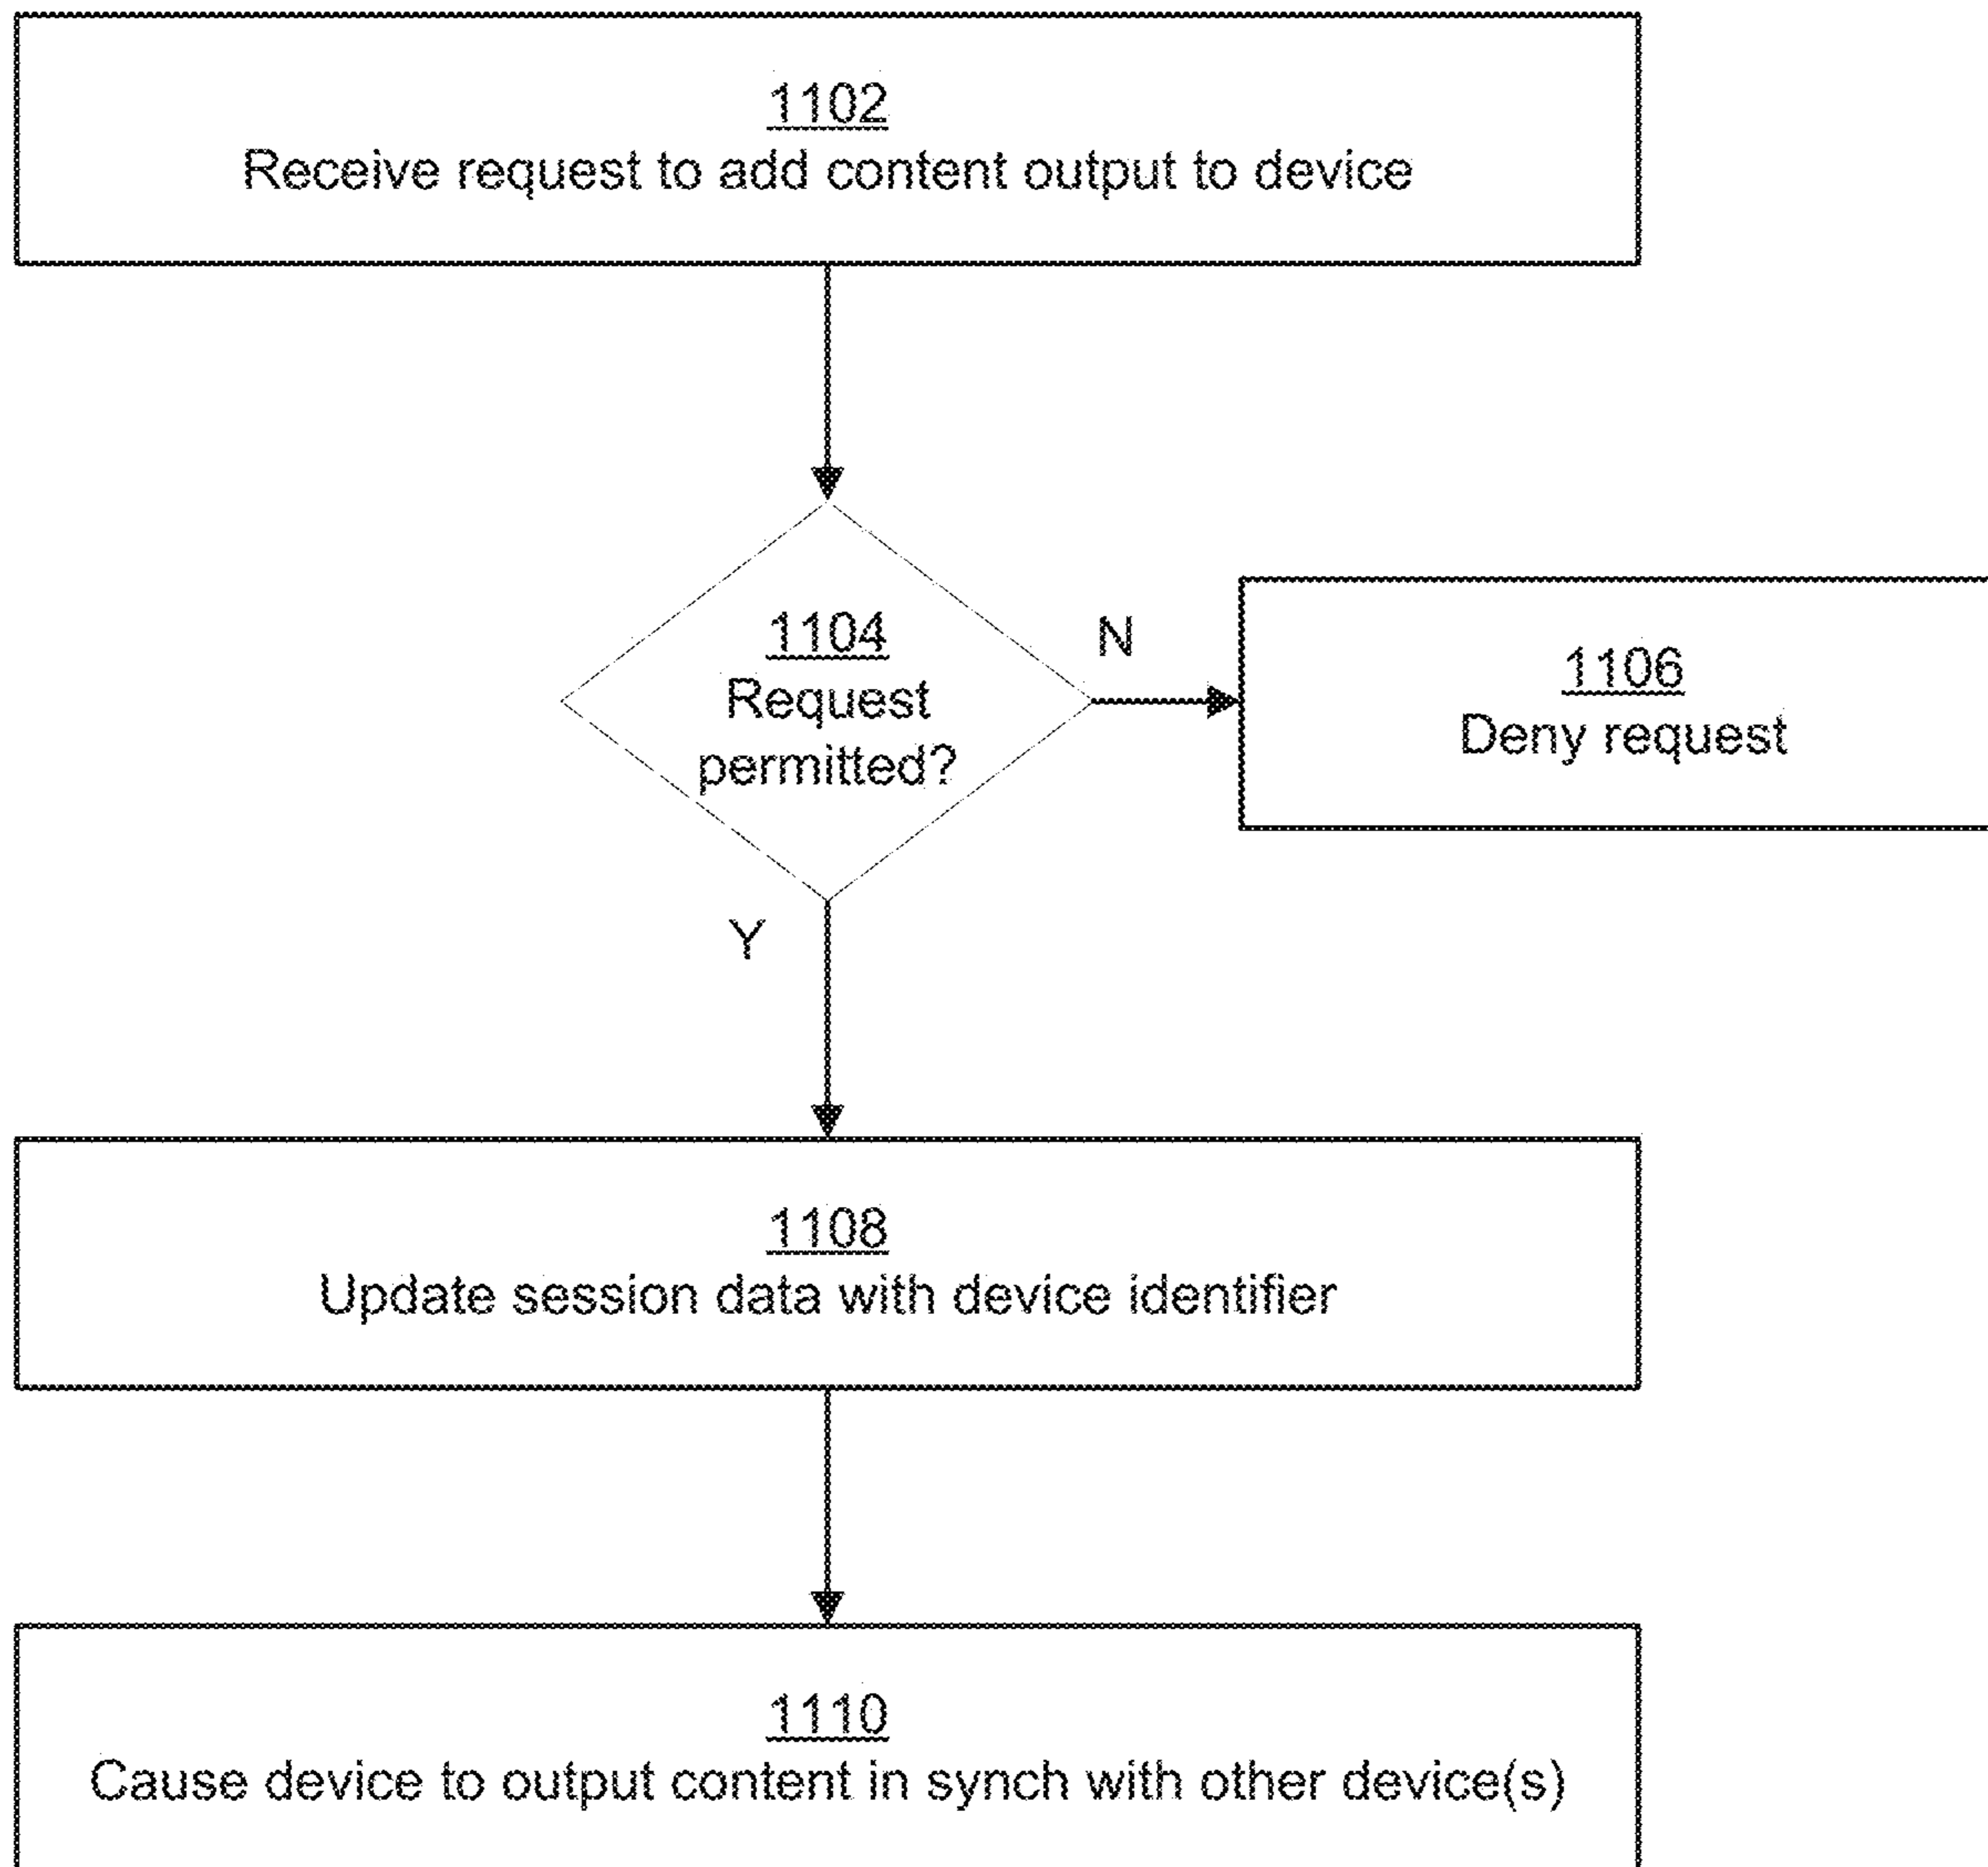 1102
Receive request to add content output to device
1104
Request
permitted?
N
1106
Deny request
Y
1108
Update session data with device identifier
1110
Cause device to output content in synch with other device(s)